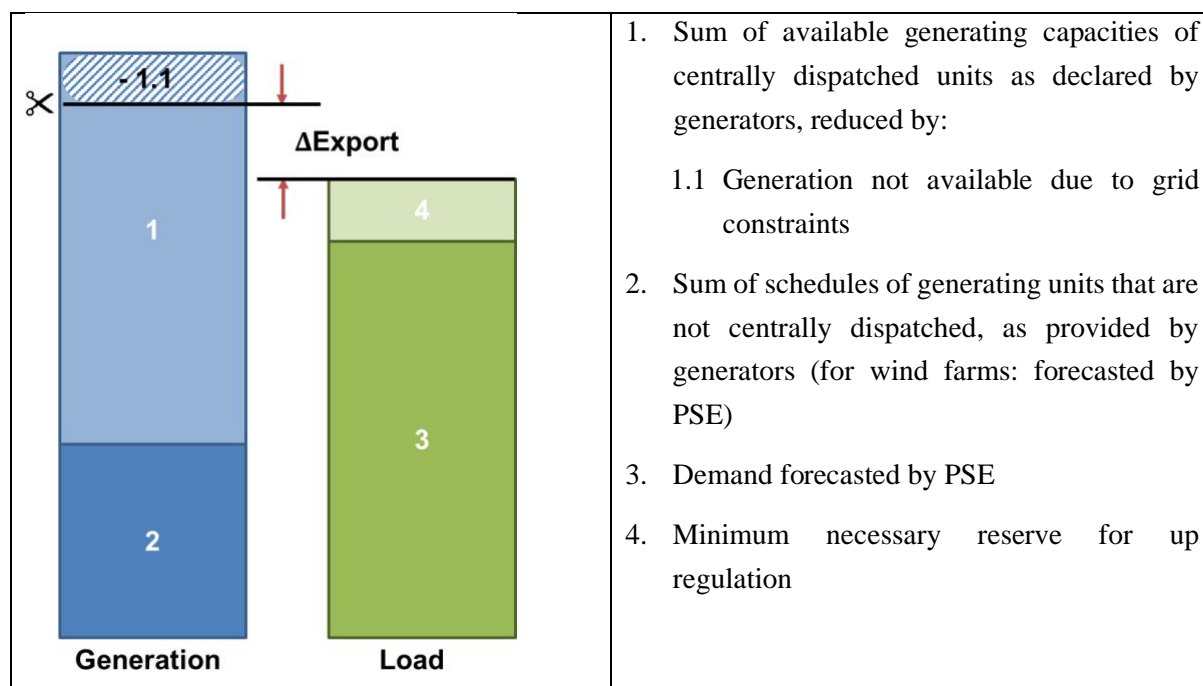 - 1.1
ΔExport
4
1
3
2
Generation Load
1. Sum of available generating capacities of
centrally dispatched units as declared by
generators, reduced by:
1.1 Generation not available due to grid
constraints
2. Sum of schedules of generating units that are
not centrally dispatched, as provided by
generators (for wind farms: forecasted by
PSE)
3. Demand forecasted by PSE
4. Minimum necessary reserve for up
regulation